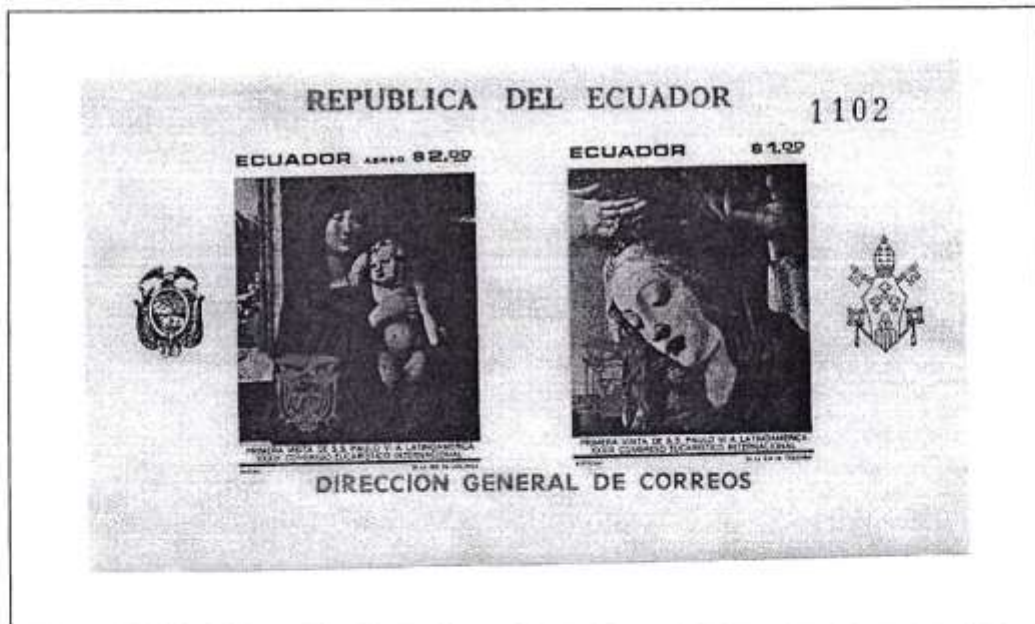 REPUBLICA DEL ECUADOR
1102
ECUADOR AEREO $2.00
PRIMERA VISITA DE S.S. PAULO VI A LATINOAMERICA
XXXIX CONGRESO EUCARISTICO INTERNACIONAL
ECUADOR $1.00
PRIMERA VISITA DE S.S. PAULO VI A LATINOAMERICA
XXXIX CONGRESO EUCARISTICO INTERNACIONAL
DIRECCION GENERAL DE CORREOS